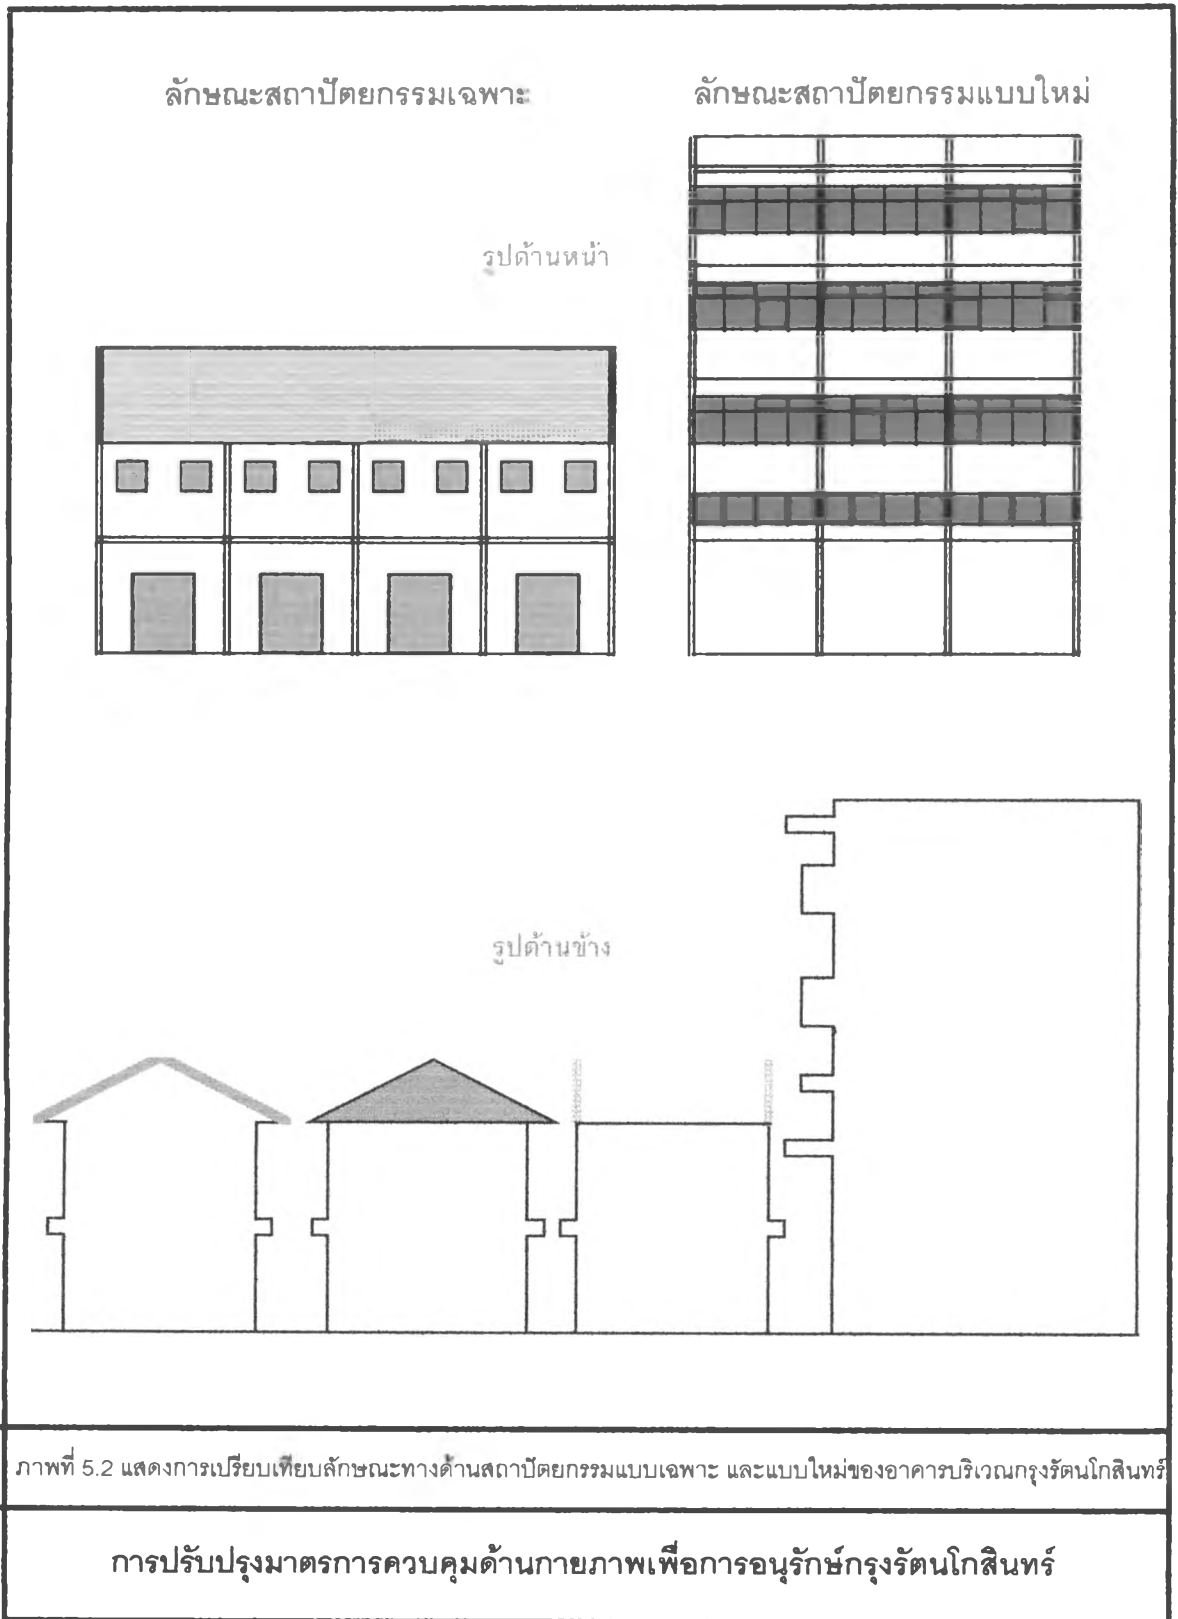 ลักษณะสถาปัตยกรรมเฉพาะ
ลักษณะสถาปัตยกรรมแบบใหม่
รูปด้านหน้า
รูปด้านข้าง
ภาพที่ 5.2 แสดงการเปรียบเทียบลักษณะทางด้านสถาปัตยกรรมแบบเฉพาะ และแบบใหม่ของอาคารบริเวณกรุงรัตนโกสินทร์
การปรับปรุงมาตรการควบคุมด้านกายภาพเพื่อการอนุรักษ์กรุงรัตนโกสินทร์